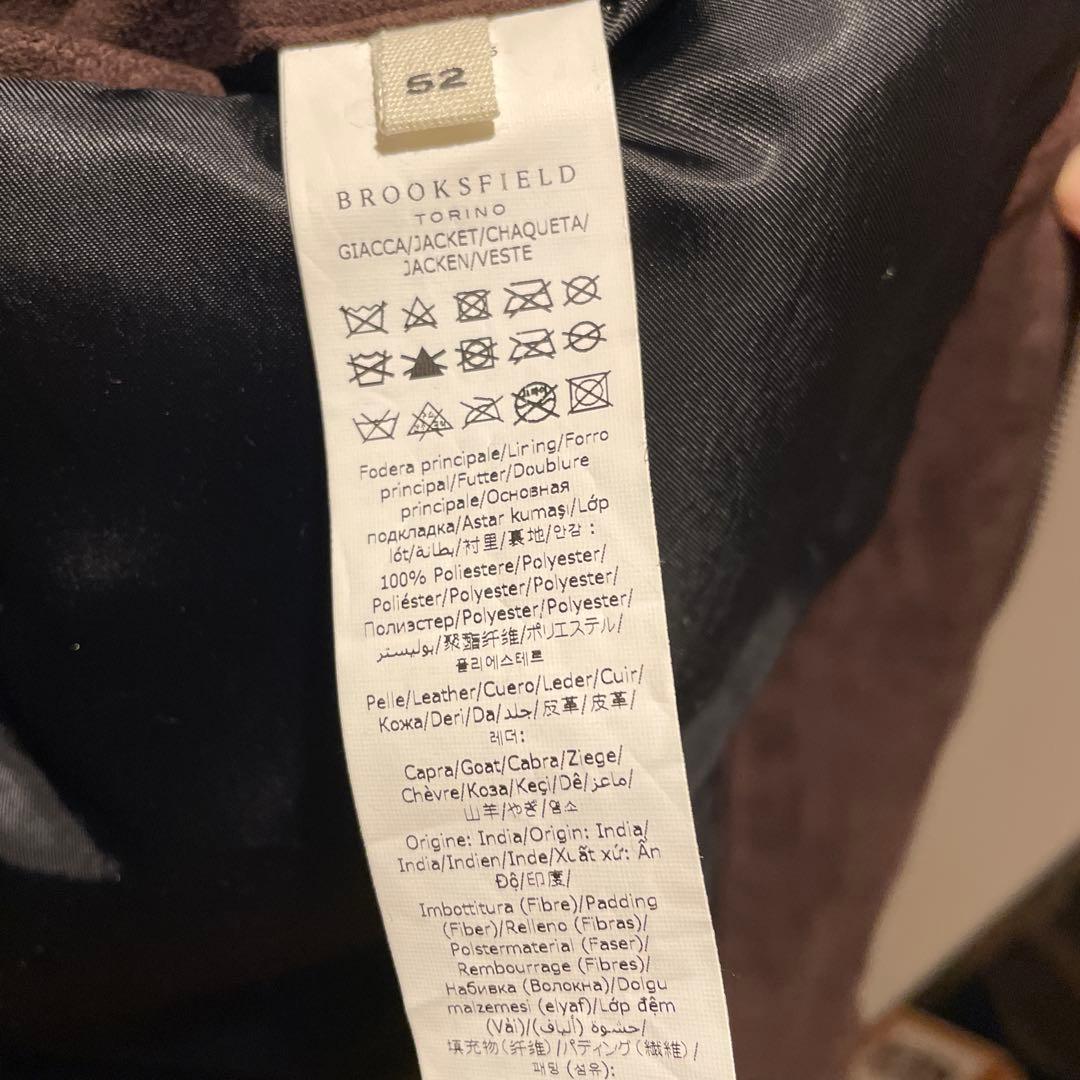 52
BROOKSFIELD
TORINO
GIACCA/JACKET/CHAQUETA/
JACKEN/VESTE
Fodera principale/Lining/Forro
principal/Futter/Doublure
principale/Основная
подкладка/Astar kumaşı/Lớp
lót/بطانة/衬里/裏地/안감 :
100% Poliestere/Polyester/
Poliéster/Polyester/Polyester/
Полиэстер/Polyester/Polyester/
بوليستر/聚酯纤维/ポリエステル/
폴리에스테르
Pelle/Leather/Cuero/Leder/Cuir/
Кожа/Deri/Da/جلد/皮革/皮革/
레더:
Capra/Goat/Cabra/Ziege/
Chèvre/Коза/Keçi/Dê/ماعز/
山羊/やぎ/염소
Origine: India/Origin: India/
India/Indien/Inde/Xuất xứ: Ấn
Độ/印度/
Imbottitura (Fibre)/Padding
(Fiber)/Relleno (Fibras)/
Polstermaterial (Faser)/
Rembourrage (Fibres)/
Набивка (Волокна)/Dolgu
malzemesi (elyaf)/Lớp đệm
(Vải)/حشوة (ألياف)/
填充物(纤维)/パディング(繊維)/
패딩 (섬유):